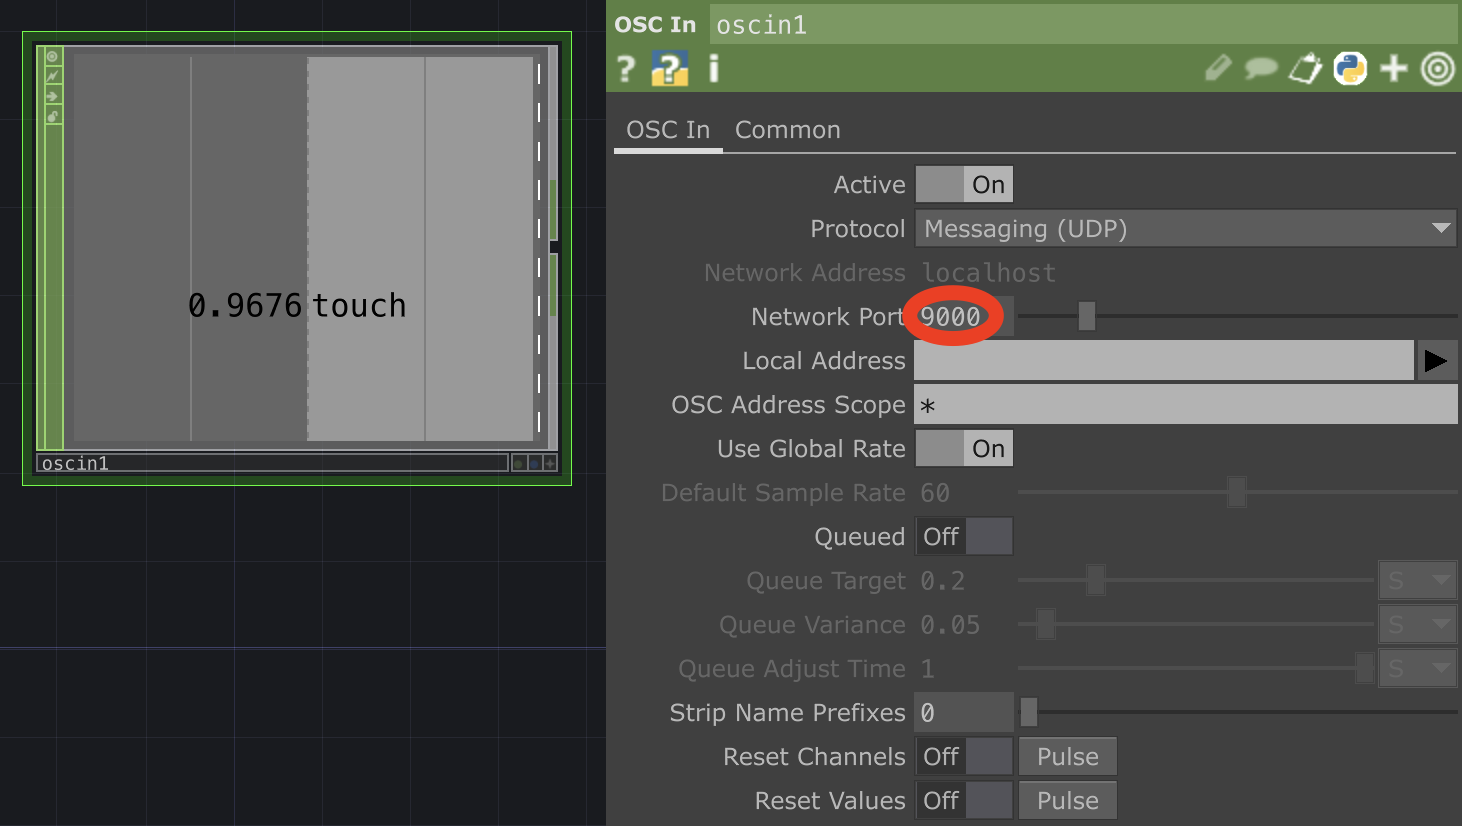 OSC In oscin1
? ? i
OSC In Common
Active On
Protocol Messaging (UDP)
Network Address localhost
Network Port 9000
Local Address
OSC Address Scope *
Use Global Rate On
Default Sample Rate 60
Queued Off
Queue Target 0.2 S
Queue Variance 0.05 S
Queue Adjust Time 1 S
Strip Name Prefixes 0
Reset Channels Off Pulse
Reset Values Off Pulse
0.9676 touch
oscin1